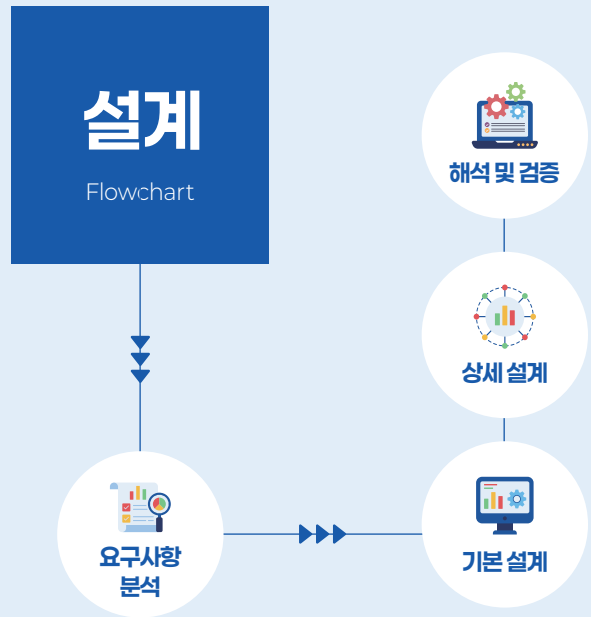 설계
Flowchart
요구사항
분석
기본 설계
상세 설계
해석 및 검증